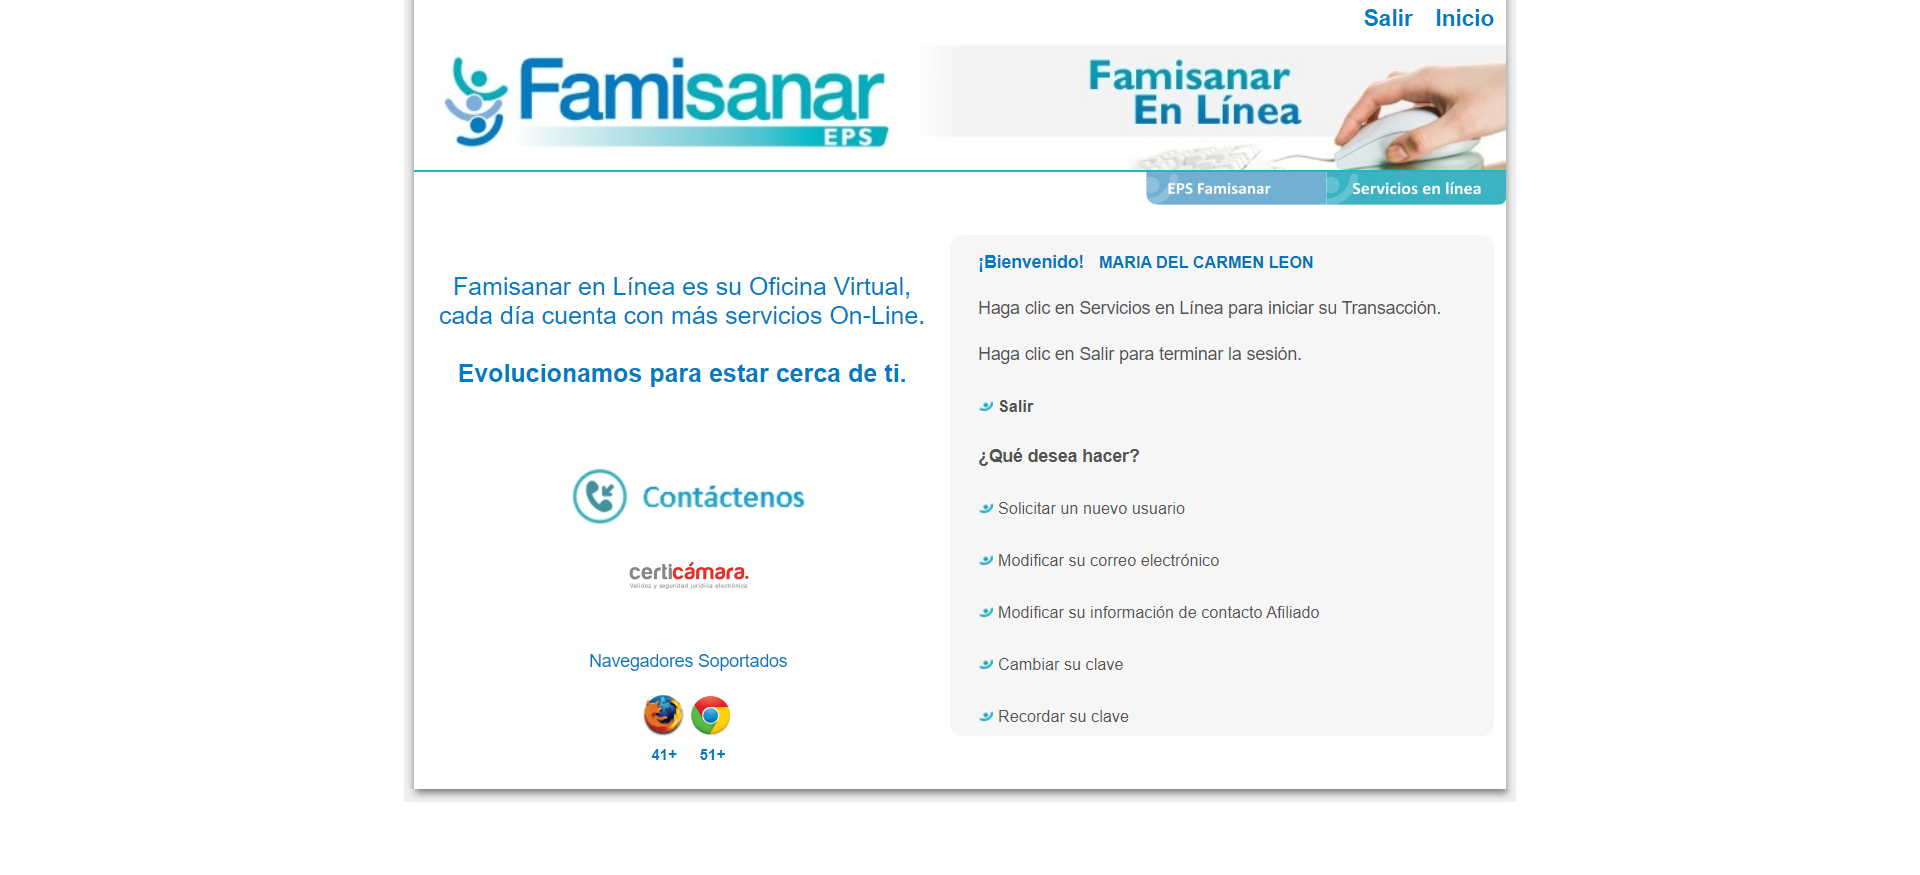 Salir Inicio
Famisanar
EPS
Famisanar
En Línea
EPS Famisanar
Servicios en línea
Famisanar en Línea es su Oficina Virtual,
cada día cuenta con más servicios On-Line.
Evolucionamos para estar cerca de ti.
Contáctenos
certicámara.
Validez y seguridad jurídica electrónica
Navegadores Soportados
41+ 51+
¡Bienvenido! MARIA DEL CARMEN LEON
Haga clic en Servicios en Línea para iniciar su Transacción.
Haga clic en Salir para terminar la sesión.
Salir
¿Qué desea hacer?
Solicitar un nuevo usuario
Modificar su correo electrónico
Modificar su información de contacto Afiliado
Cambiar su clave
Recordar su clave